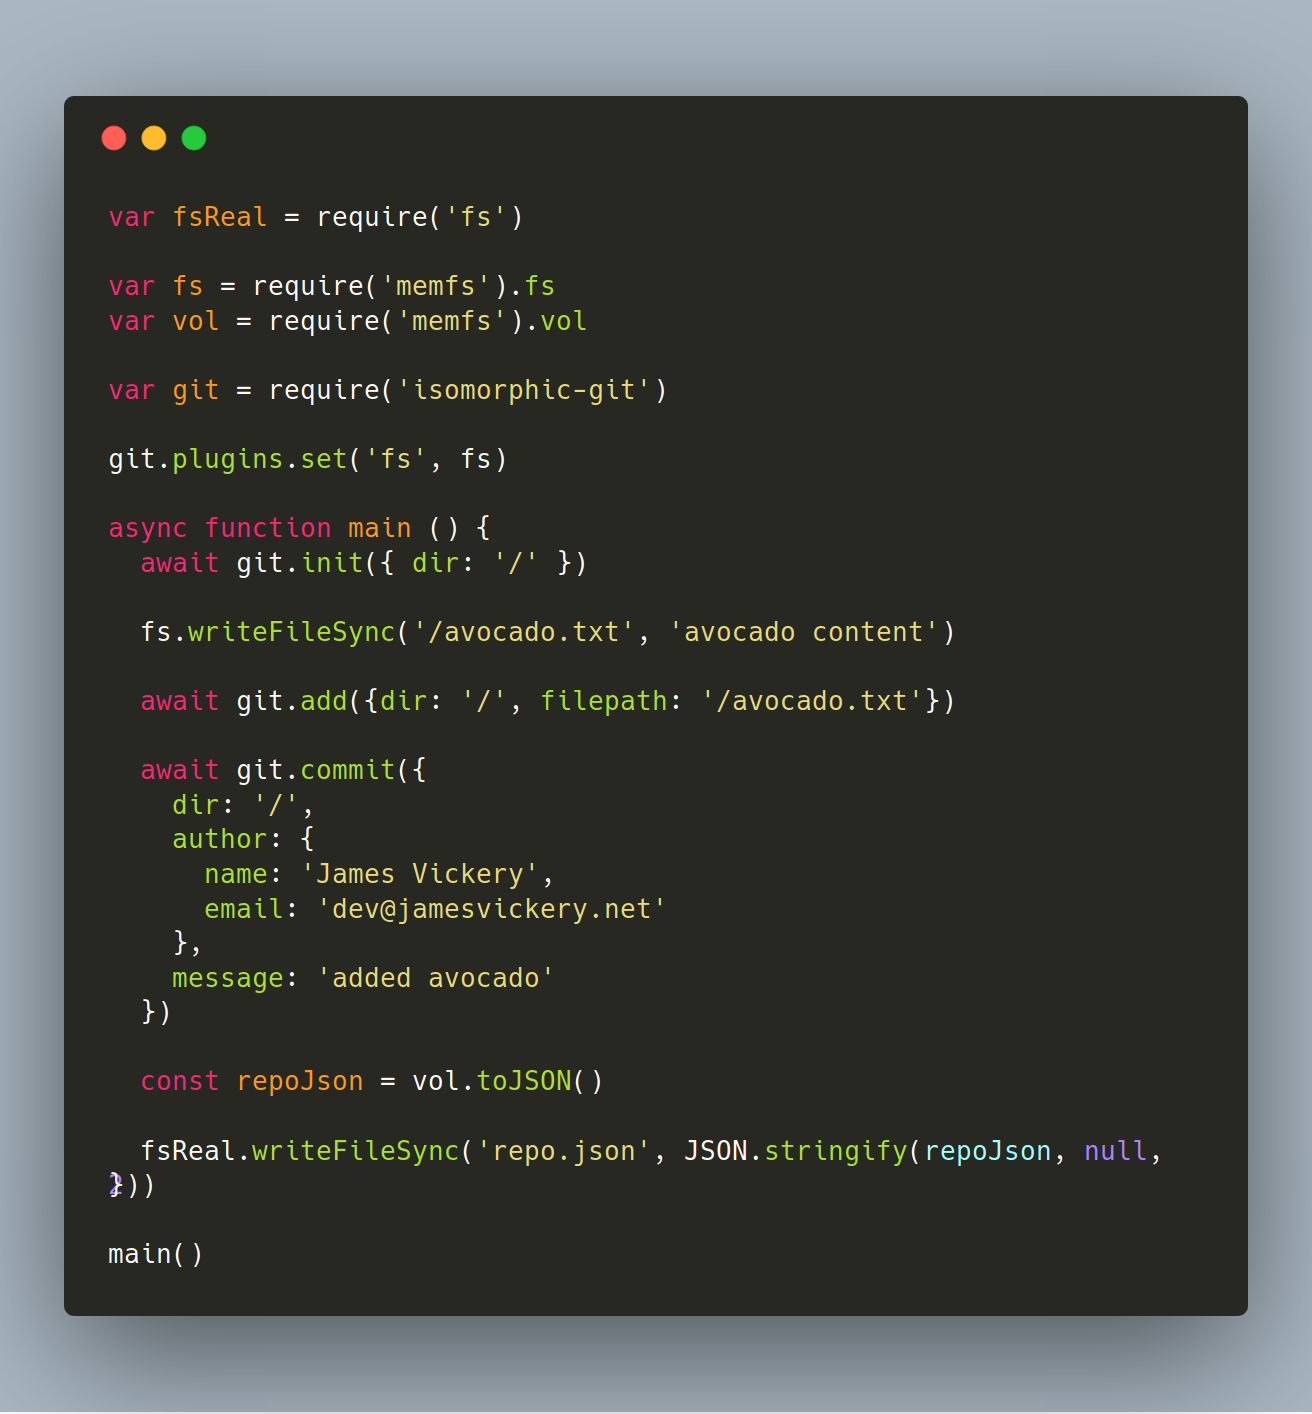 var fsReal = require('fs')
var fs = require('memfs').fs
var vol = require('memfs').vol
var git = require('isomorphic-git')
git.plugins.set('fs', fs)
async function main () {
  await git.init({ dir: '/' })
  fs.writeFileSync('/avocado.txt', 'avocado content')
  await git.add({dir: '/', filepath: '/avocado.txt'})
  await git.commit({
    dir: '/',
    author: {
      name: 'James Vickery',
      email: 'dev@jamesvickery.net'
    },
    message: 'added avocado'
  })
  const repoJson = vol.toJSON()
  fsReal.writeFileSync('repo.json', JSON.stringify(repoJson, null,
2))
}
main()